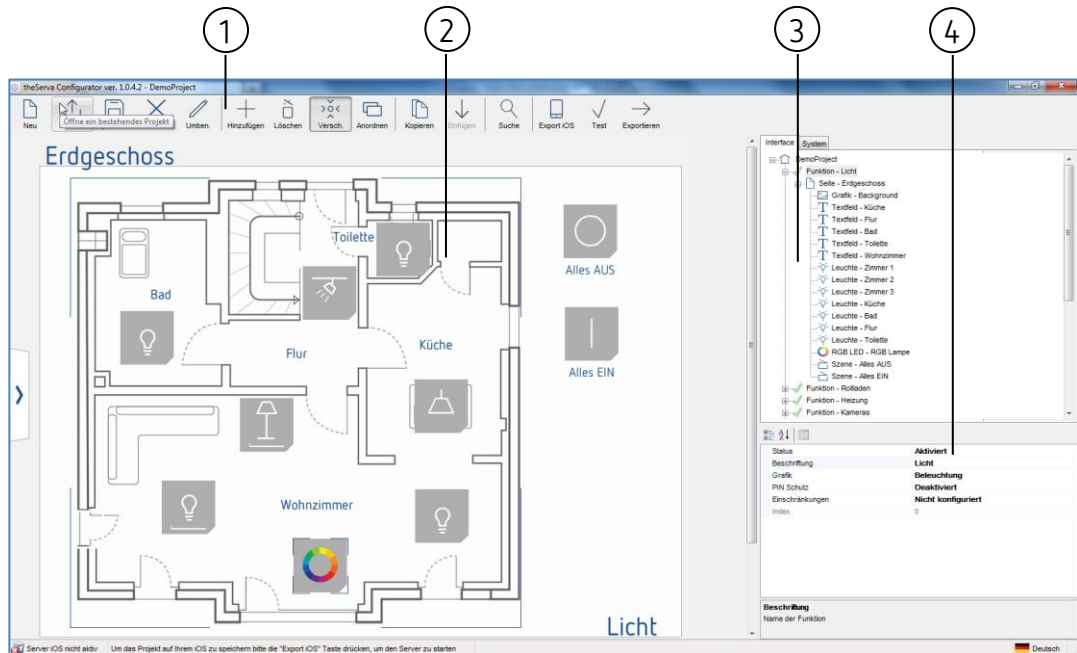 1 2 3 4
theServa Configurator ver. 1.0.4.2 - DemoProject
Neu Umben. Hinzufügen Löschen Versch. Anordnen Kopieren Einfügen Suche Export iOS Test Exportieren
Öffne ein bestehendes Projekt
Erdgeschoss
Toilette
Bad
Flur
Küche
Wohnzimmer
Alles AUS
Alles EIN
Licht
Interface System
DemoProject
Funktion - Licht
Seite - Erdgeschoss
Grafik - Background
Textfeld - Küche
Textfeld - Flur
Textfeld - Bad
Textfeld - Toilette
Textfeld - Wohnzimmer
Leuchte - Zimmer 1
Leuchte - Zimmer 2
Leuchte - Zimmer 3
Leuchte - Küche
Leuchte - Bad
Leuchte - Flur
Leuchte - Toilette
RGB LED - RGB Lampe
Szene - Alles AUS
Szene - Alles EIN
Funktion - Rollladen
Funktion - Heizung
Funktion - Kameras
Status Aktiviert
Beschriftung Licht
Grafik Beleuchtung
PIN Schutz Deaktiviert
Einschränkungen Nicht konfiguriert
Index 0
Beschriftung
Name der Funktion
Server iOS nicht aktiv Um das Projekt auf Ihrem iOS zu speichern bitte die "Export iOS" Taste drücken, um den Server zu starten Deutsch